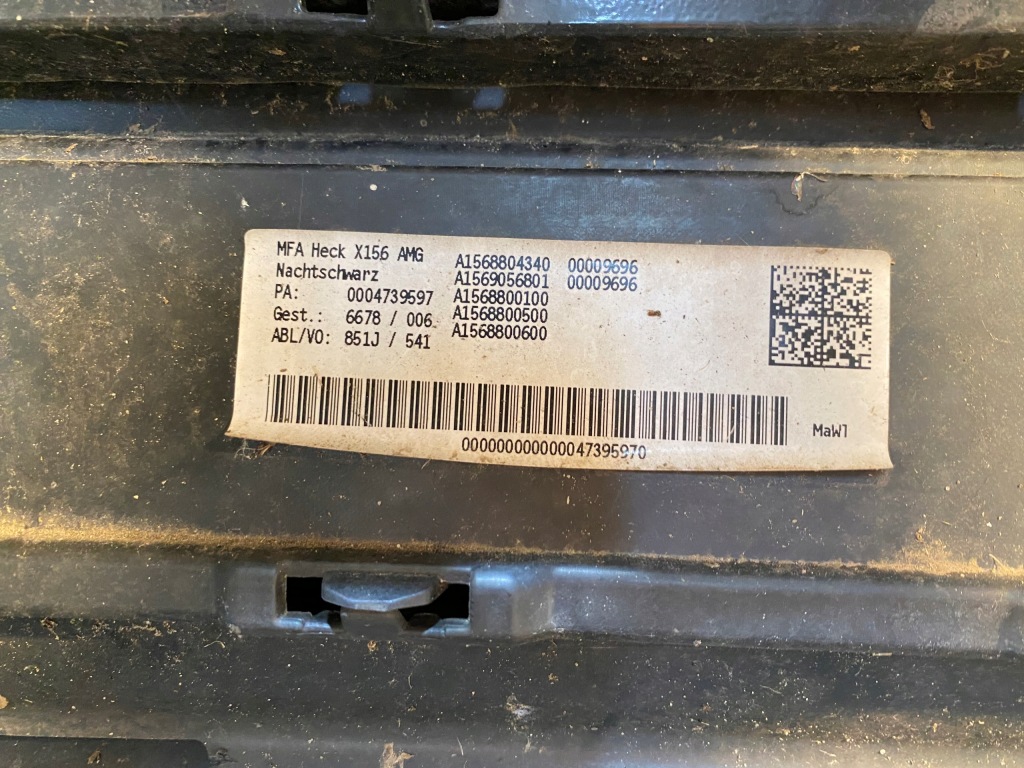 MFA Heck X156 AMG
Nachtschwarz
PA: 0004739597
Gest.: 6678 / 006
ABL/VO: 851J / 541
A1568804340 00009696
A1569056801 00009696
A1568800100
A1568800500
A1568800600
MaW1
000000000000047395970